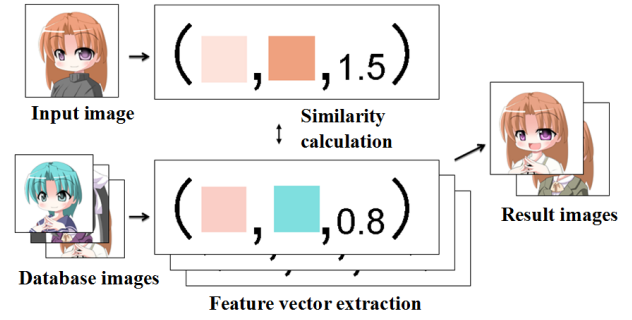 ( , , 1.5 )
Input image
Similarity
calculation
( , , 0.8 )
Result images
Database images
Feature vector extraction